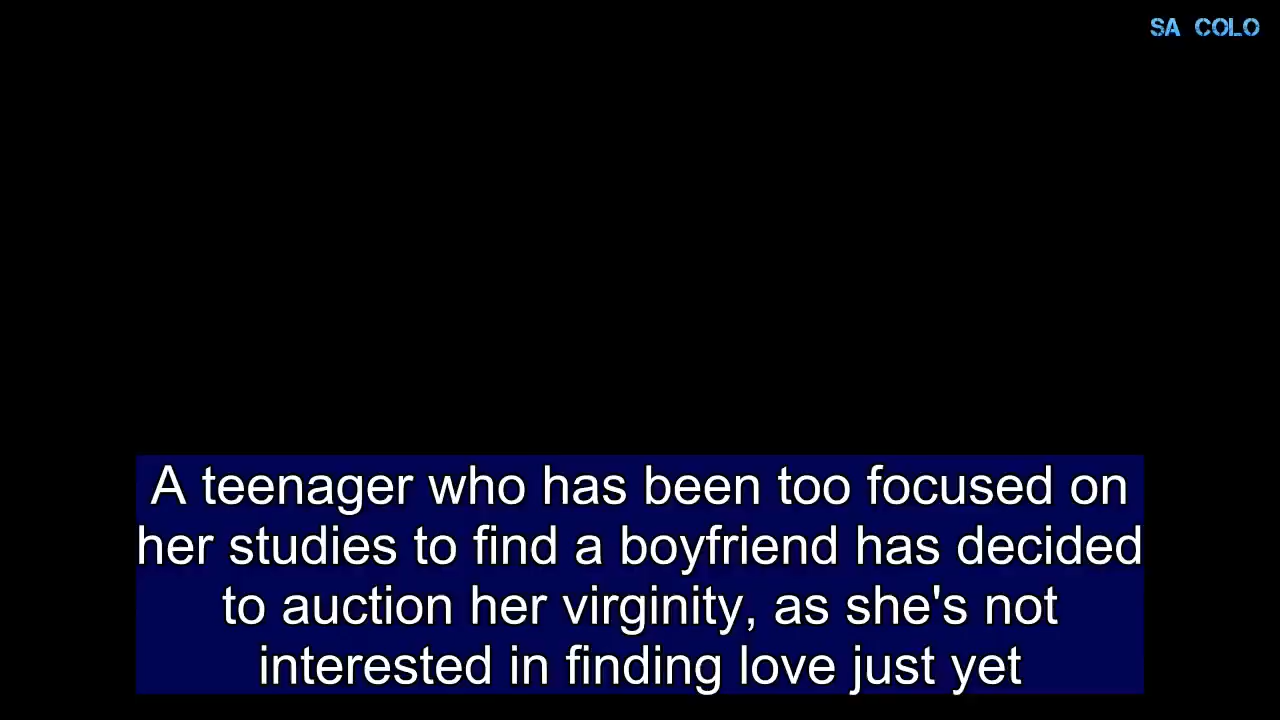 SA COLO
A teenager who has been too focused on
her studies to find a boyfriend has decided
to auction her virginity, as she's not
interested in finding love just yet